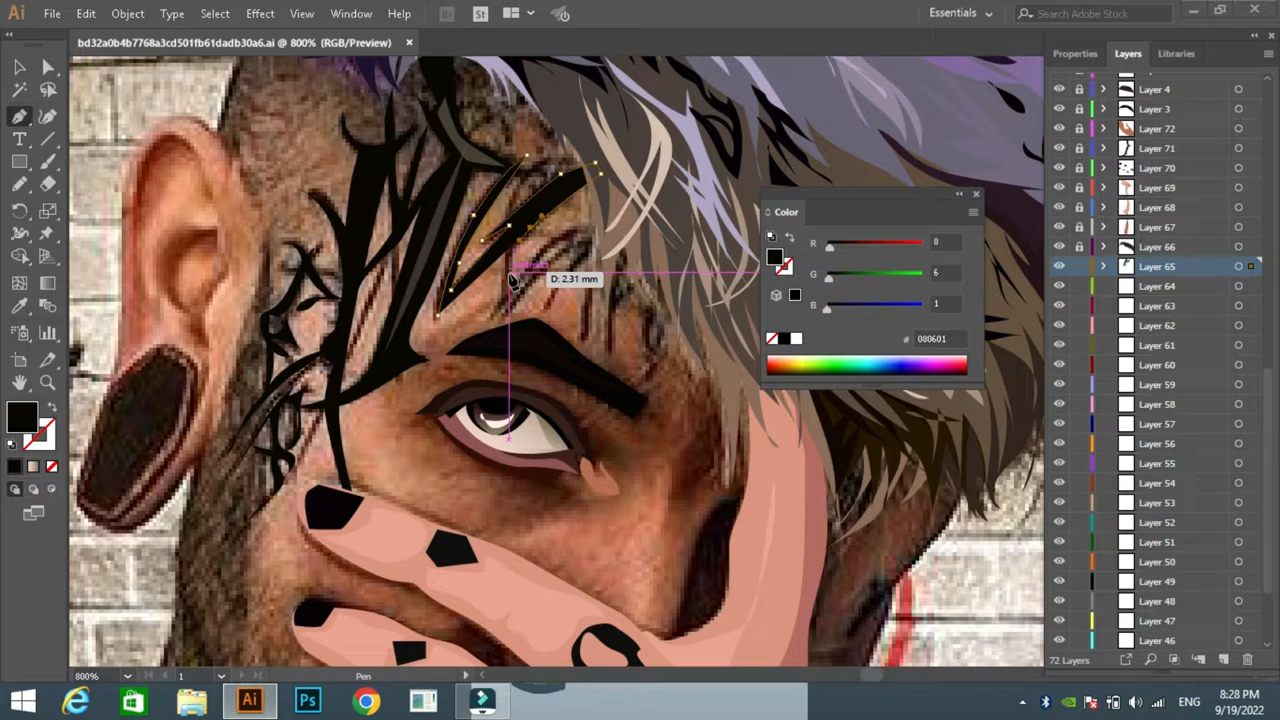 Ai File Edit Object Type Select Effect View Window Help Br St Essentials Search Adobe Stock
bd32a0b4b7768a3cd501fb61dadb30a6.ai @ 800% (RGB/Preview)
Properties Layers Libraries
Layer 4
Layer 3
Layer 72
Layer 71
Layer 70
Layer 69
Layer 68
Layer 67
Layer 66
Layer 65
Layer 64
Layer 63
Layer 62
Layer 61
Layer 60
Layer 59
Layer 58
Layer 57
Layer 56
Layer 55
Layer 54
Layer 53
Layer 52
Layer 51
Layer 50
Layer 49
Layer 48
Layer 47
Layer 46
72 Layers
Color
R 8
G 6
B 1
# 080601
D: 2.31 mm
800% 1 Pen
Ai Ps
ENG
8:28 PM
9/19/2022